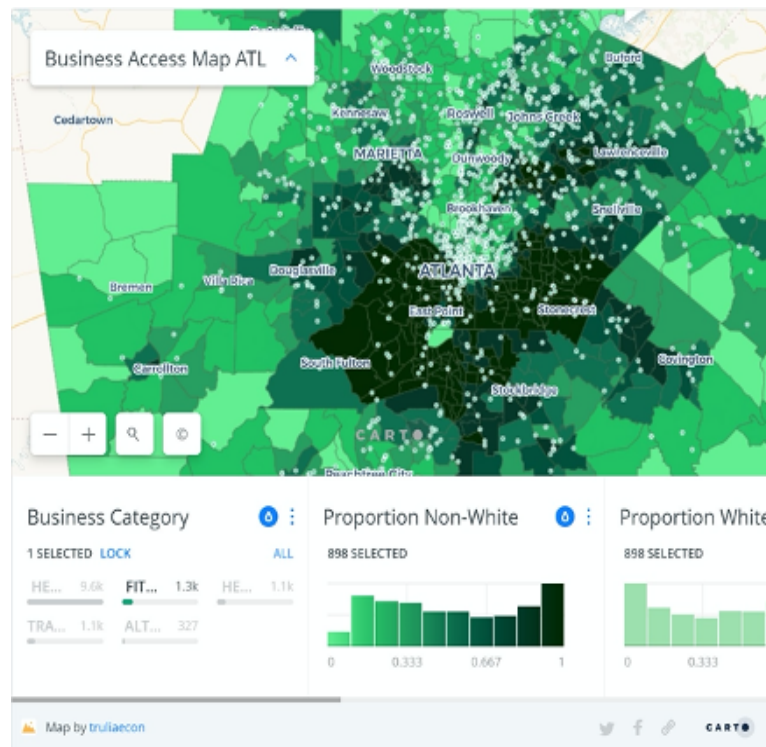 Business Access Map ATL
Woodstock
Buford
Cedartown
Kennesaw
Roswell
Johns Creek
MARIETTA
Dunwoody
Lawrenceville
Brookhaven
Snellville
Douglasville
ATLANTA
Bremen
Villa Rica
East Point
Stonecrest
South Fulton
Carrollton
Covington
Stockbridge
− + ©
CARTO
Peachtree City
Business Category
1 SELECTED LOCK ALL
HE... 9.6k FIT... 1.3k HE... 1.1k
TRA... 1.1k ALT... 327
Proportion Non-White
898 SELECTED
0 0.333 0.667 1
Proportion White
898 SELECTED
0 0.333
Map by truliaecon
CARTO